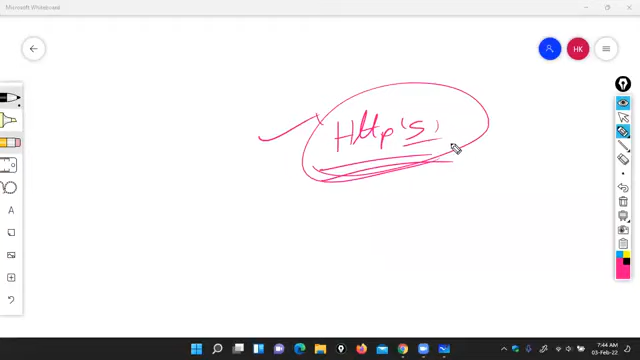 Microsoft Whiteboard
HK
Http(s)
A
7:44 AM
03-Feb-22